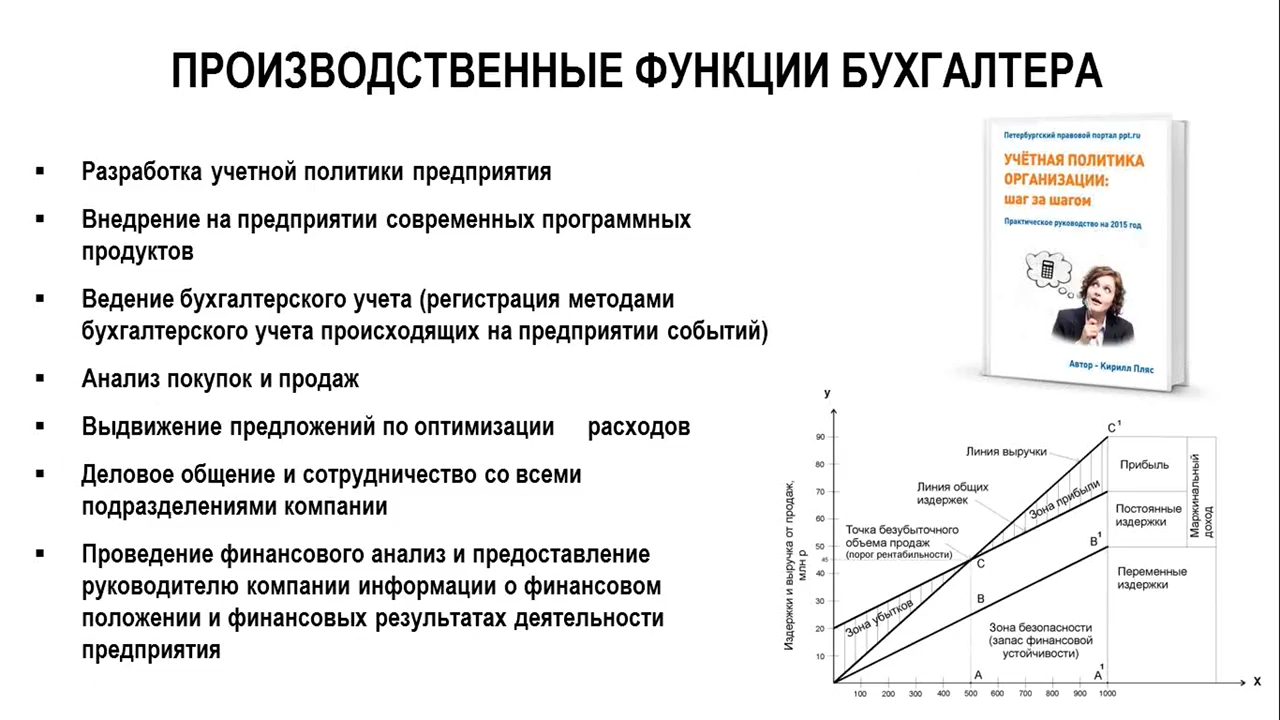 ПРОИЗВОДСТВЕННЫЕ ФУНКЦИИ БУХГАЛТЕРА
Разработка учетной политики предприятия
Внедрение на предприятии современных программных
продуктов
Ведение бухгалтерского учета (регистрация методами
бухгалтерского учета происходящих на предприятии событий)
Анализ покупок и продаж
Выдвижение предложений по оптимизации расходов
Деловое общение и сотрудничество со всеми
подразделениями компании
Проведение финансового анализ и предоставление
руководителю компании информации о финансовом
положении и финансовых результатах деятельности
предприятия
Петербургский правовой портал ppt.ru
УЧЁТНАЯ ПОЛИТИКА
ОРГАНИЗАЦИИ:
шаг за шагом
Практическое руководство на 2015 год
Автор - Кирилл Пляс
У
Издержки и выручка от продаж,
млн р
90
80
70
60
50
45
40
30
20
10
Линия выручки
Линия общих
издержек
Точка безубыточного
объема продаж
(порог рентабильности)
Зона прибыли
Зона убытков
C¹
C
B¹
B
A
A¹
Прибыль
Постоянные
издержки
Маржинальный
доход
Переменные
издержки
Зона безопасности
(запас финансовой
устойчивости)
100 200 300 400 500 600 700 800 900 1000
X